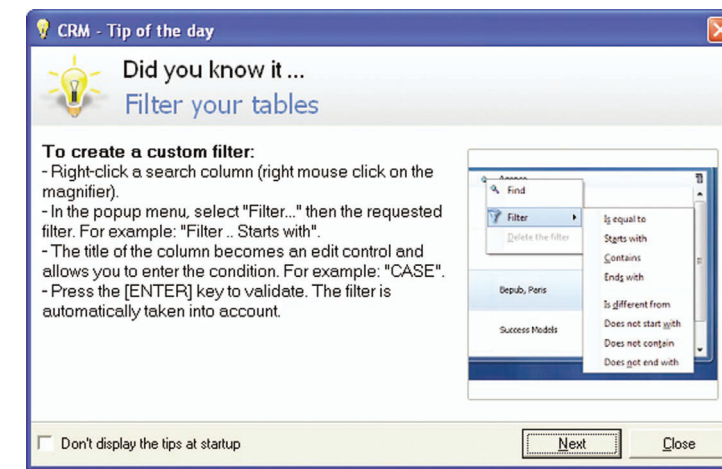 CRM - Tip of the day
Did you know it ...
Filter your tables
To create a custom filter:
- Right-click a search column (right mouse click on the
magnifier).
- In the popup menu, select "Filter..." then the requested
filter. For example: "Filter .. Starts with".
- The title of the column becomes an edit control and
allows you to enter the condition. For example: "CASE".
- Press the [ENTER] key to validate. The filter is
automatically taken into account.
Find
Filter
Delete the filter
Is equal to
Starts with
Contains
Ends with
Is different from
Does not start with
Does not contain
Does not end with
Bepub, Paris
Success Models
Don't display the tips at startup
Next
Close